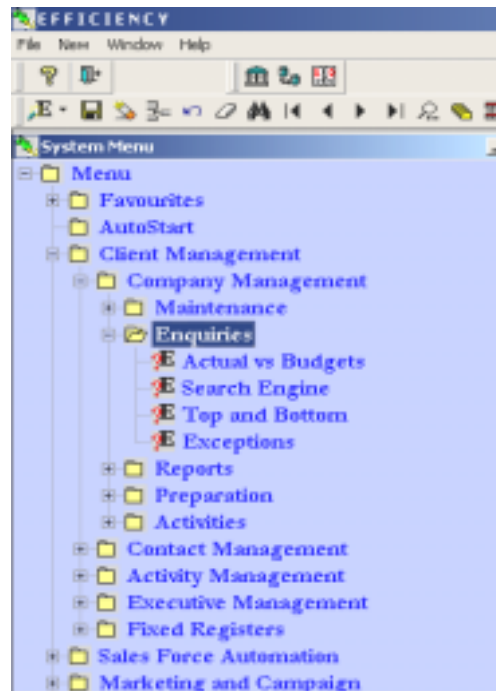 EFFICIENCY
File New Window Help
System Menu
Menu
Favourites
AutoStart
Client Management
Company Management
Maintenance
Enquiries
Actual vs Budgets
Search Engine
Top and Bottom
Exceptions
Reports
Preparation
Activities
Contact Management
Activity Management
Executive Management
Fixed Registers
Sales Force Automation
Marketing and Campaign